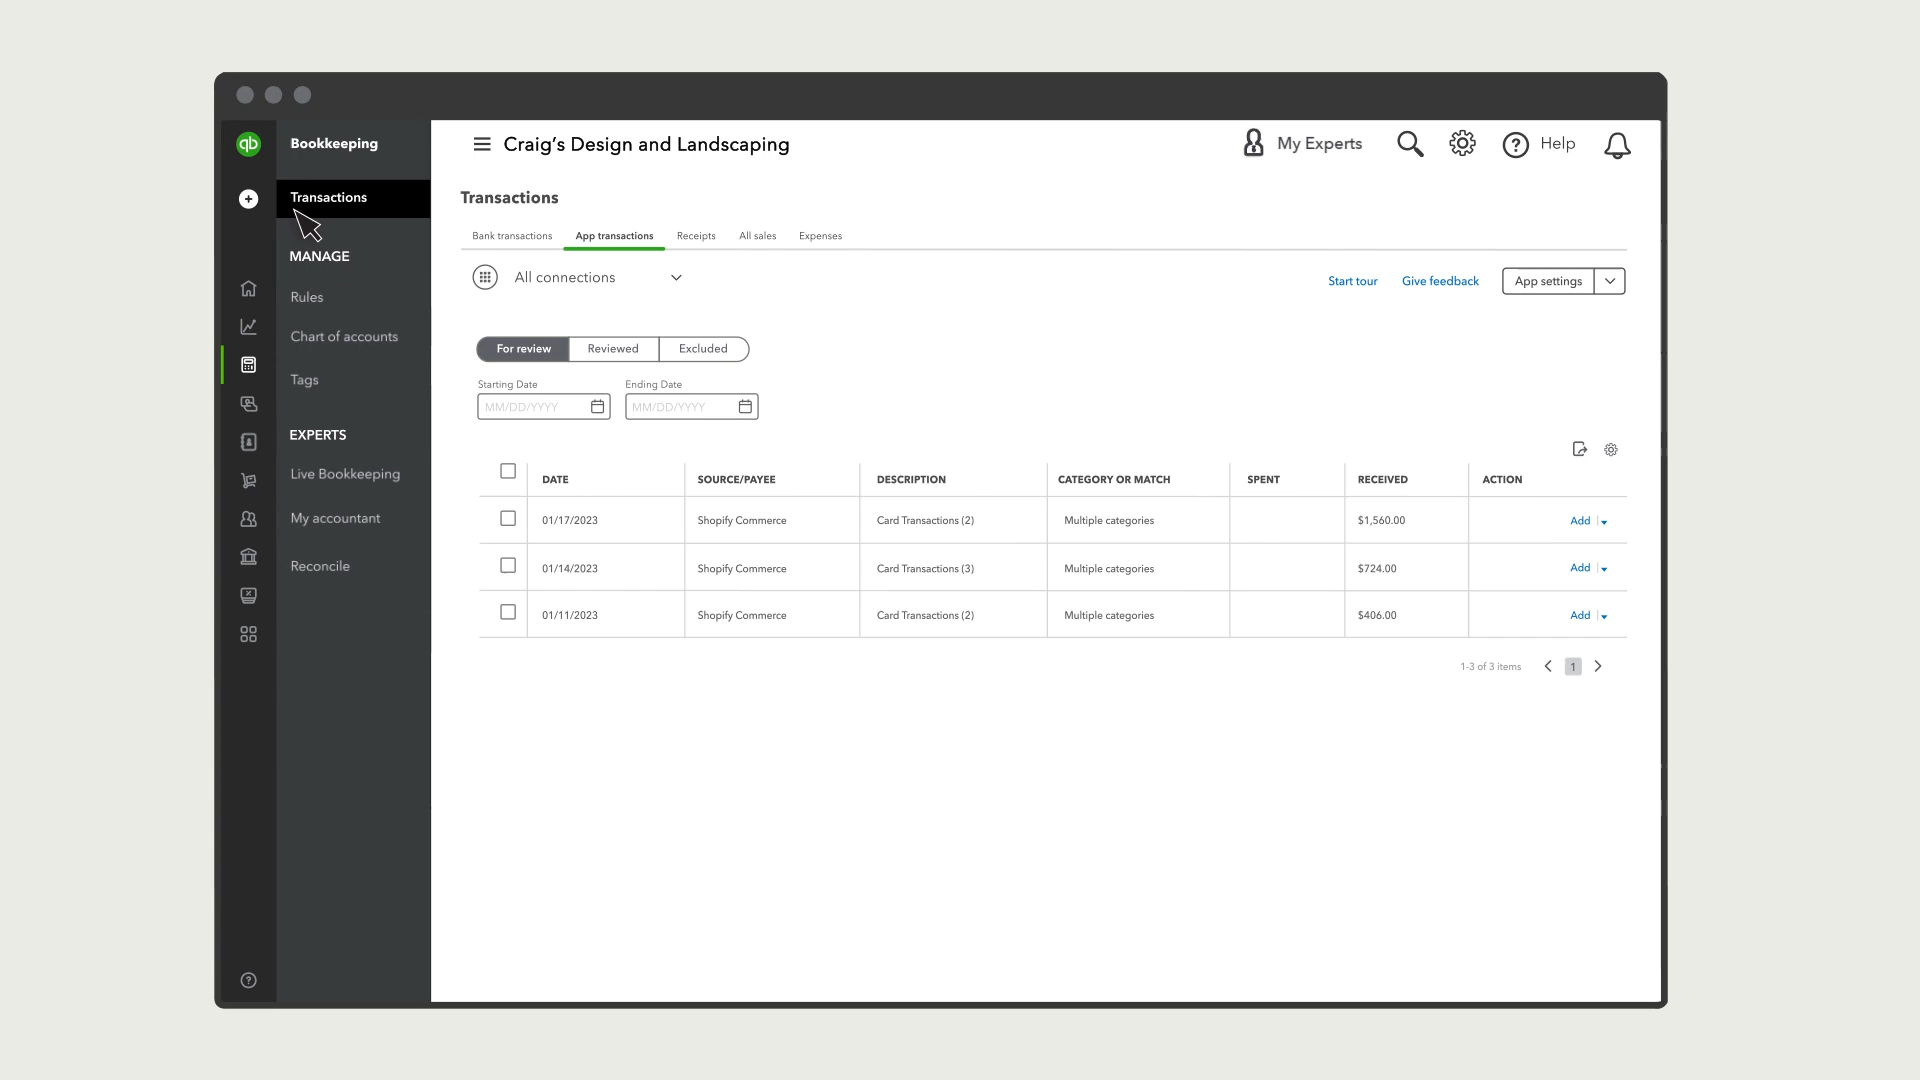 qb
Bookkeeping
Craig’s Design and Landscaping
My Experts
? Help
Transactions
MANAGE
Rules
Chart of accounts
Tags
EXPERTS
Live Bookkeeping
My accountant
Reconcile
?
Transactions
Bank transactions
App transactions
Receipts
All sales
Expenses
All connections
Start tour
Give feedback
App settings
For review
Reviewed
Excluded
Starting Date
Ending Date
MM/DD/YYYY
MM/DD/YYYY
DATE SOURCE/PAYEE DESCRIPTION CATEGORY OR MATCH SPENT RECEIVED ACTION
01/17/2023 Shopify Commerce Card Transactions (2) Multiple categories $1,560.00 Add
01/14/2023 Shopify Commerce Card Transactions (3) Multiple categories $724.00 Add
01/11/2023 Shopify Commerce Card Transactions (2) Multiple categories $406.00 Add
1-3 of 3 items 1